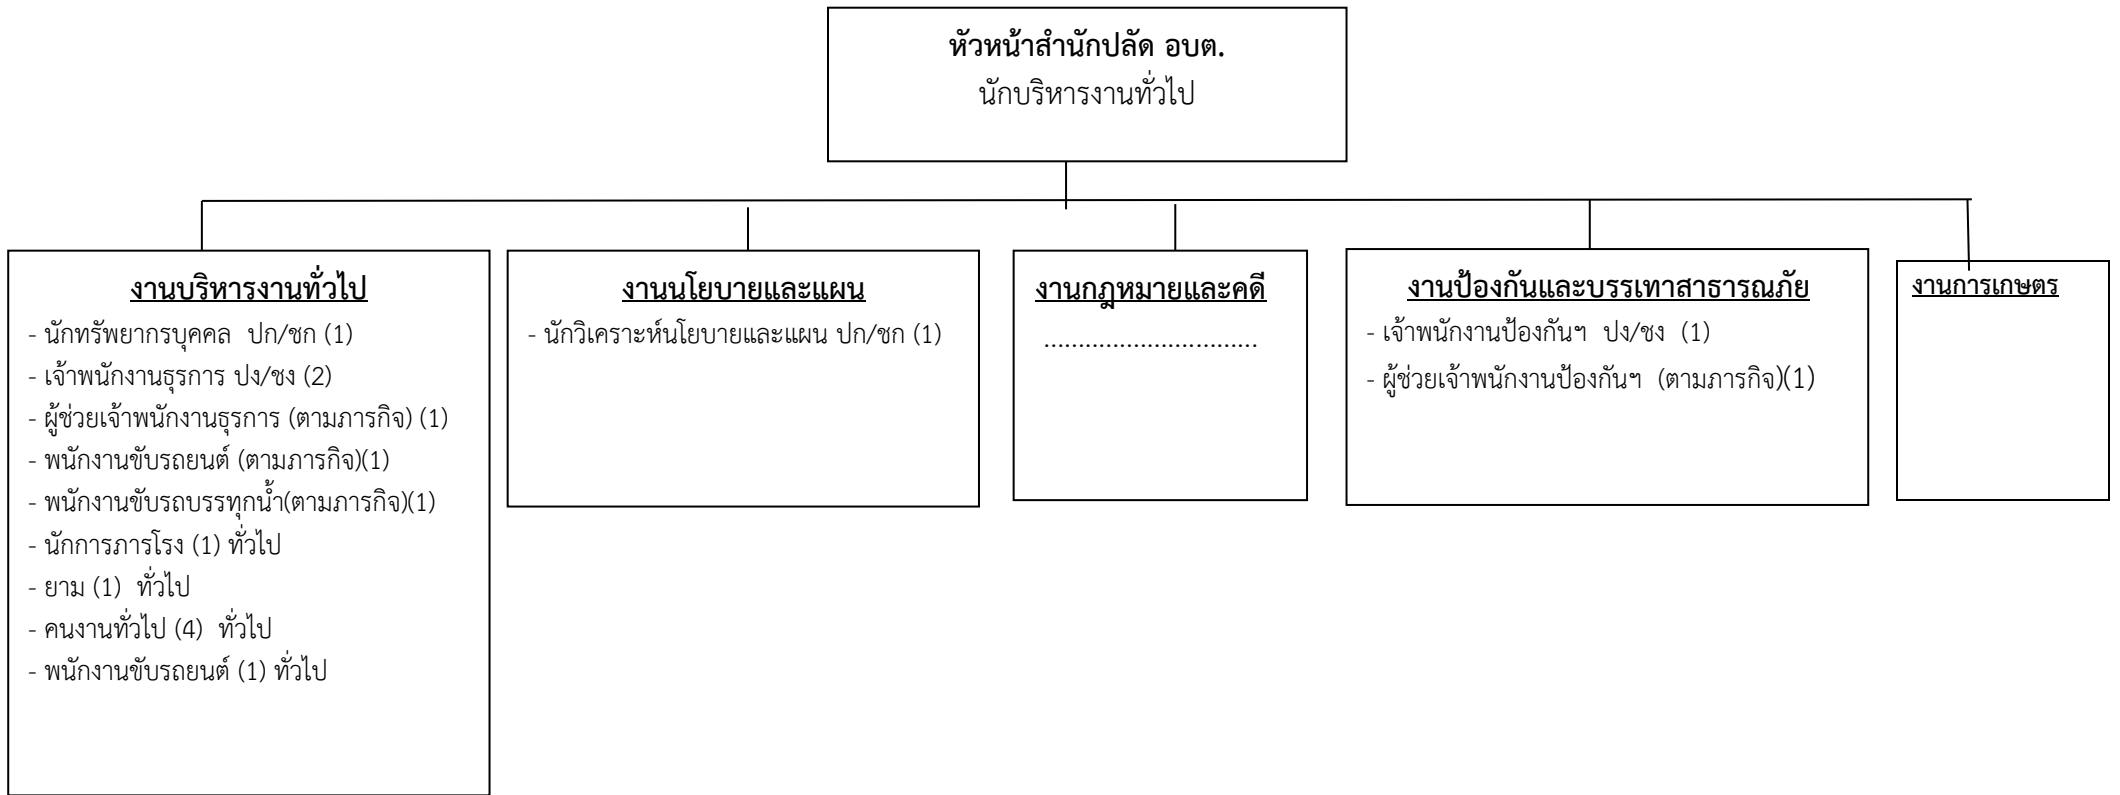 หัวหน้าสำนักปลัด อบต.
นักบริหารงานทั่วไป
งานบริหารงานทั่วไป
- นักทรัพยากรบุคคล ปก/ชก (1)
- เจ้าพนักงานธุรการ ปง/ชง (2)
- ผู้ช่วยเจ้าพนักงานธุรการ (ตามภารกิจ) (1)
- พนักงานขับรถยนต์ (ตามภารกิจ)(1)
- พนักงานขับรถบรรทุกน้ำ(ตามภารกิจ)(1)
- นักการภารโรง (1) ทั่วไป
- ยาม (1) ทั่วไป
- คนงานทั่วไป (4) ทั่วไป
- พนักงานขับรถยนต์ (1) ทั่วไป
งานนโยบายและแผน
- นักวิเคราะห์นโยบายและแผน ปก/ชก (1)
งานกฎหมายและคดี
...............................
งานป้องกันและบรรเทาสาธารณภัย
- เจ้าพนักงานป้องกันฯ ปง/ชง (1)
- ผู้ช่วยเจ้าพนักงานป้องกันฯ (ตามภารกิจ)(1)
งานการเกษตร